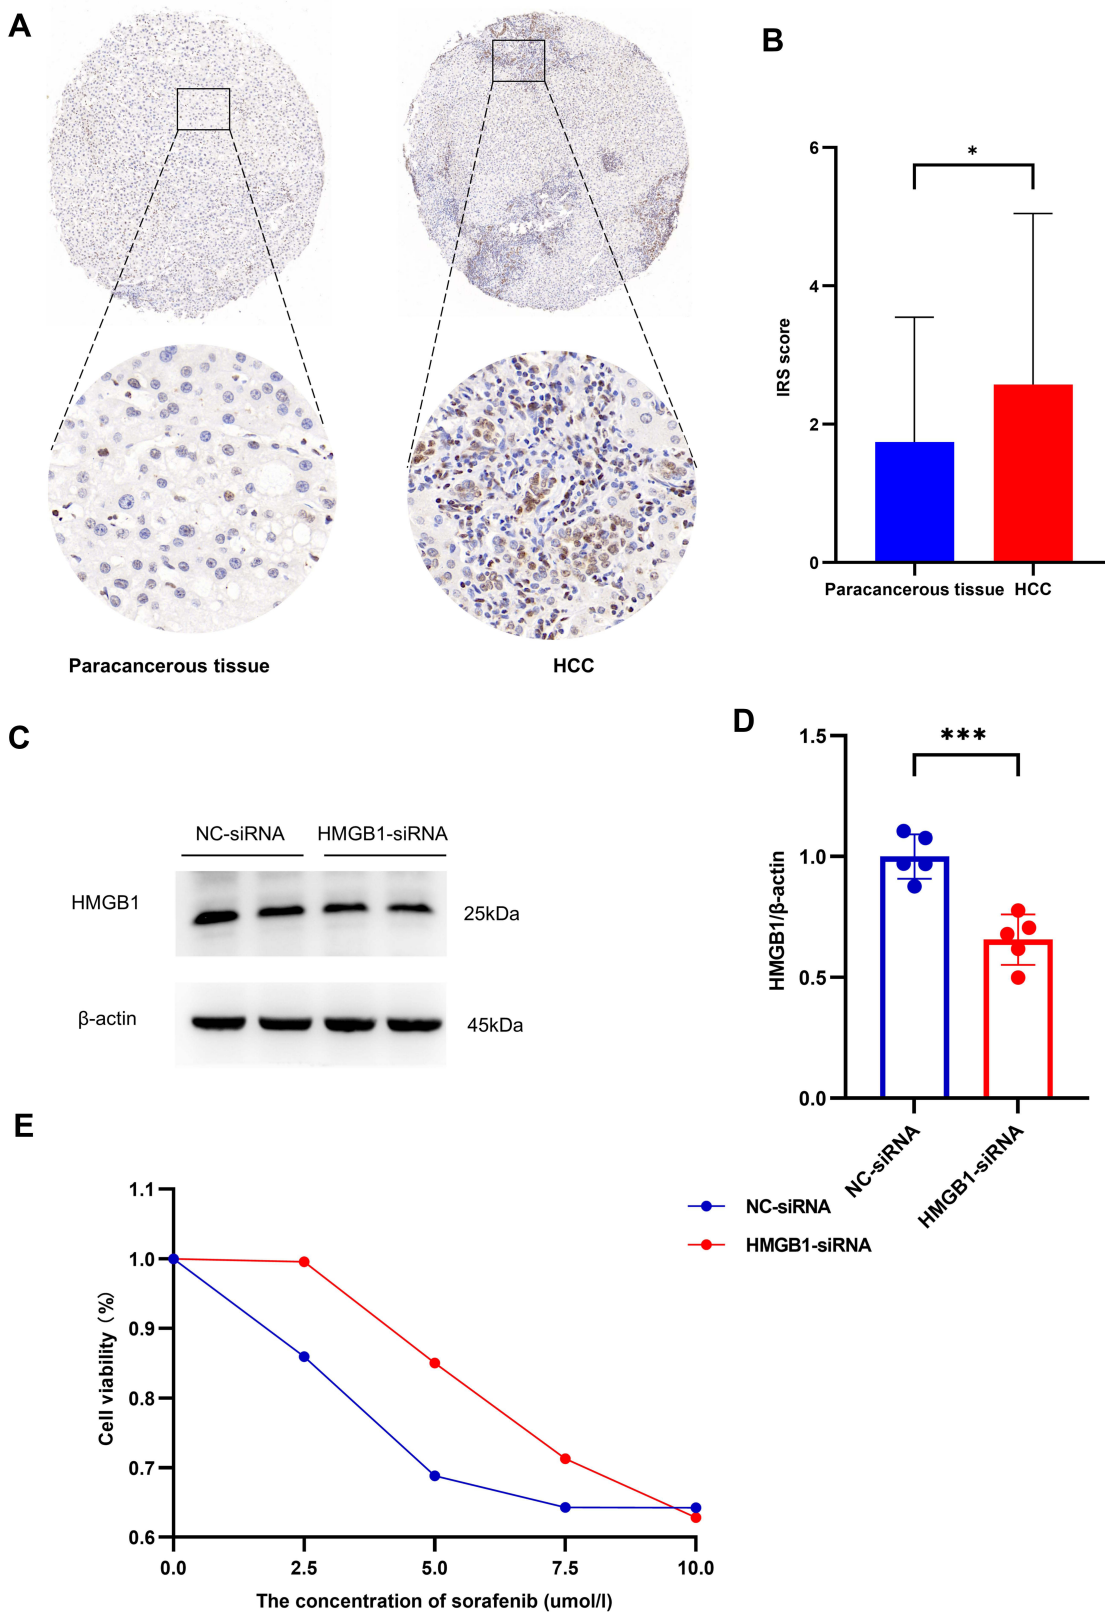 A
B
6
*
4
IRS score
2
0
Paracancerous tissue HCC
Paracancerous tissue
HCC
C
NC-siRNA HMGB1-siRNA
HMGB1
25kDa
β-actin
45kDa
D
1.5
***
1.0
HMGB1/β-actin
0.5
0.0
NC-siRNA
HMGB1-siRNA
E
1.1
1.0
0.9
Cell viability (%)
0.8
0.7
0.6
0.0 2.5 5.0 7.5 10.0
The concentration of sorafenib (umol/l)
NC-siRNA
HMGB1-siRNA